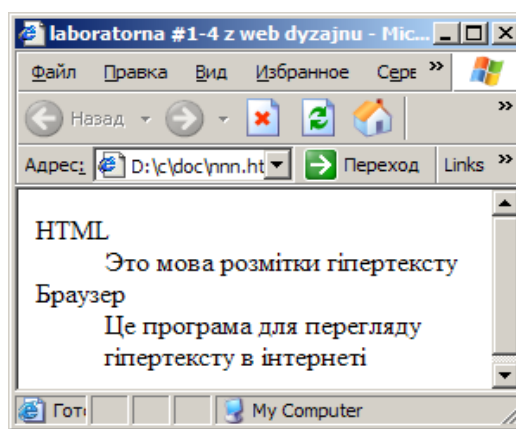 laboratorna #1-4 z web dyzajnu - Mic...
Файл Правка Вид Избранное Серв »
Назад »
Адрес: D:\c\doc\nnn.ht Переход Links »
HTML
Это мова розмітки гіпертексту
Браузер
Це програма для перегляду
гіпертексту в інтернеті
Гото My Computer